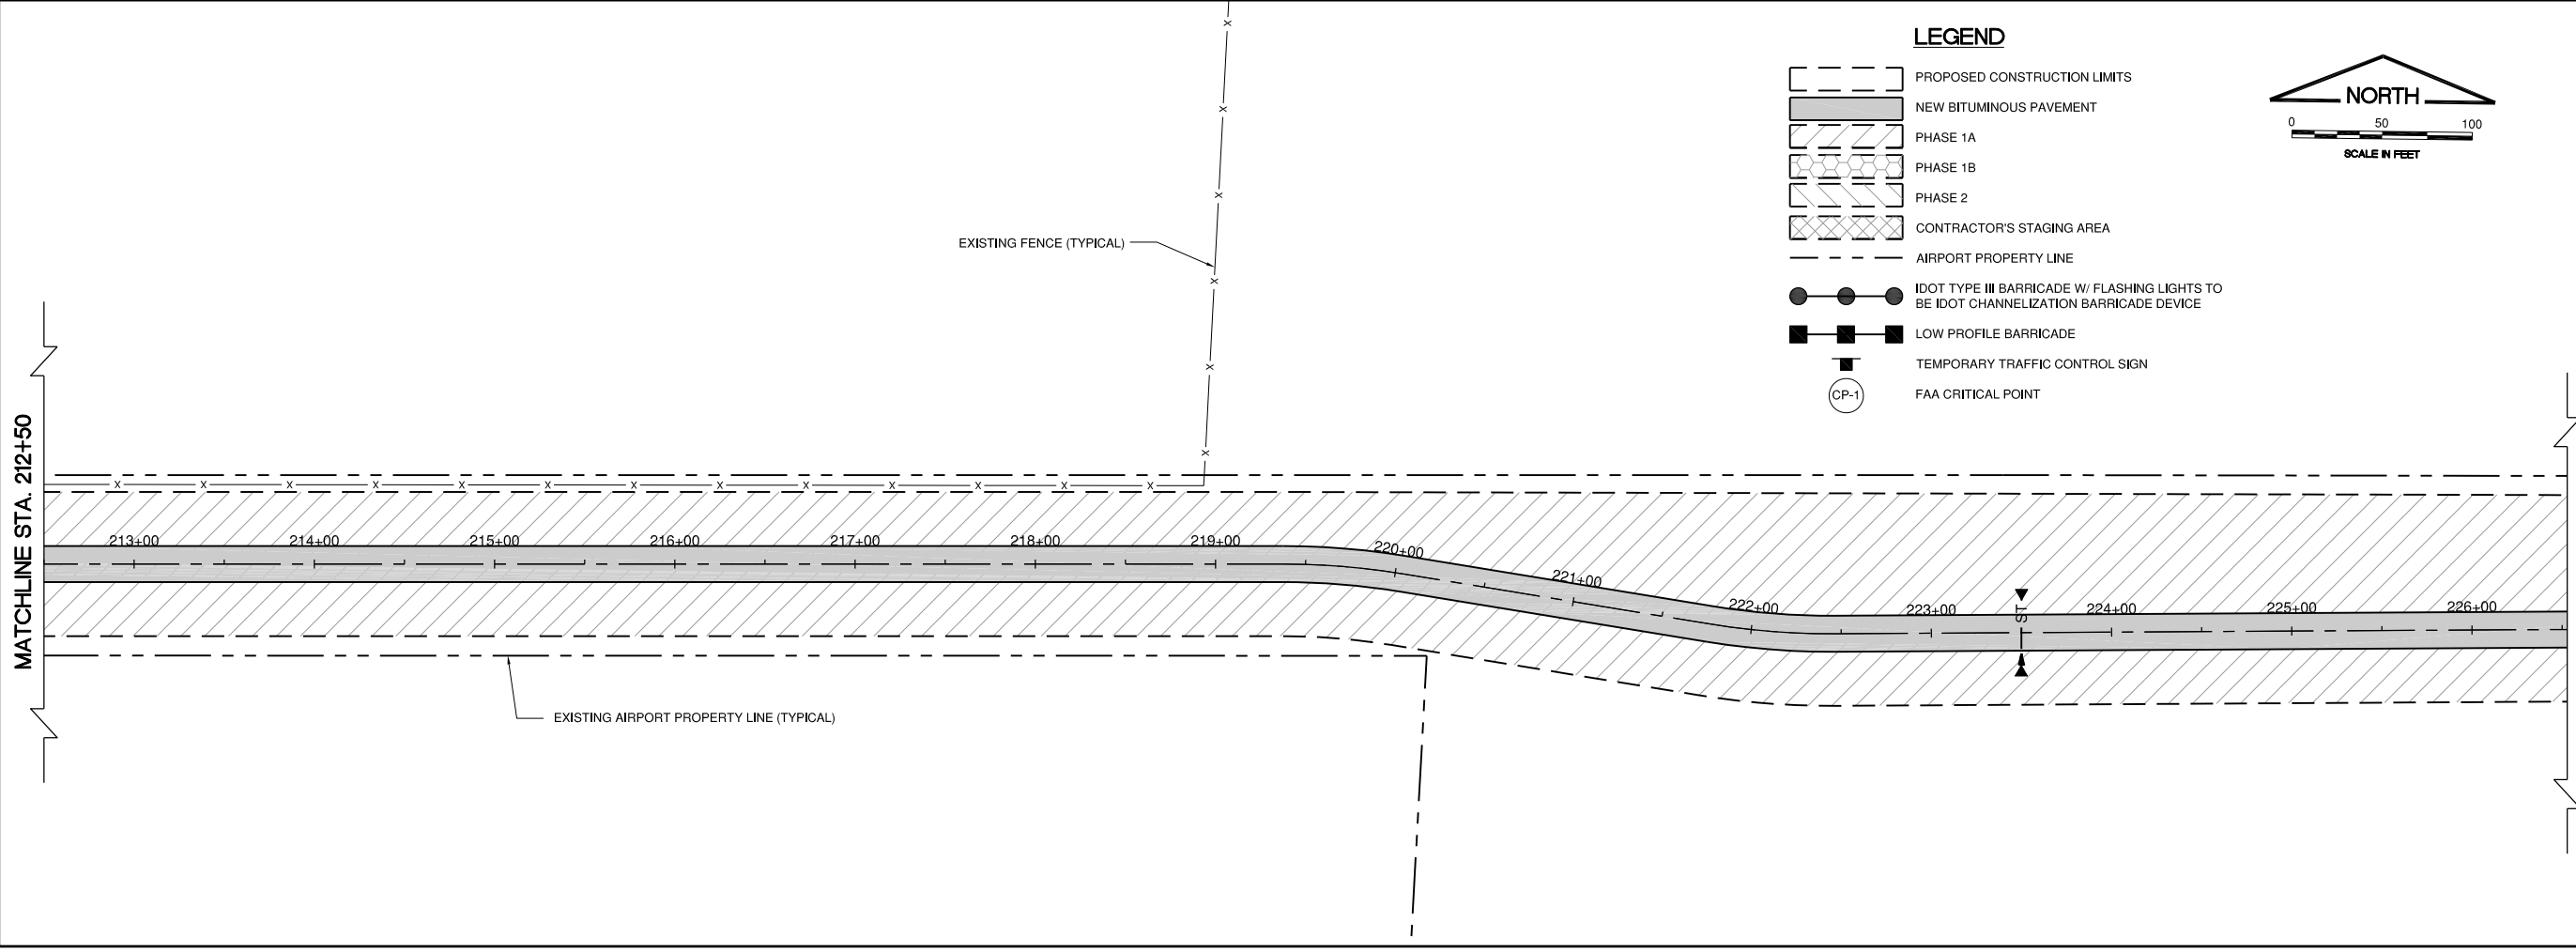 LEGEND
PROPOSED CONSTRUCTION LIMITS
NEW BITUMINOUS PAVEMENT
PHASE 1A
PHASE 1B
PHASE 2
CONTRACTOR'S STAGING AREA
AIRPORT PROPERTY LINE
IDOT TYPE III BARRICADE W/ FLASHING LIGHTS TO
BE IDOT CHANNELIZATION BARRICADE DEVICE
LOW PROFILE BARRICADE
TEMPORARY TRAFFIC CONTROL SIGN
CP-1 FAA CRITICAL POINT
NORTH
0 50 100
SCALE IN FEET
EXISTING FENCE (TYPICAL)
MATCHLINE STA. 212+50
213+00 214+00 215+00 216+00 217+00 218+00 219+00 220+00 221+00 222+00 223+00 224+00 225+00 226+00
EXISTING AIRPORT PROPERTY LINE (TYPICAL)